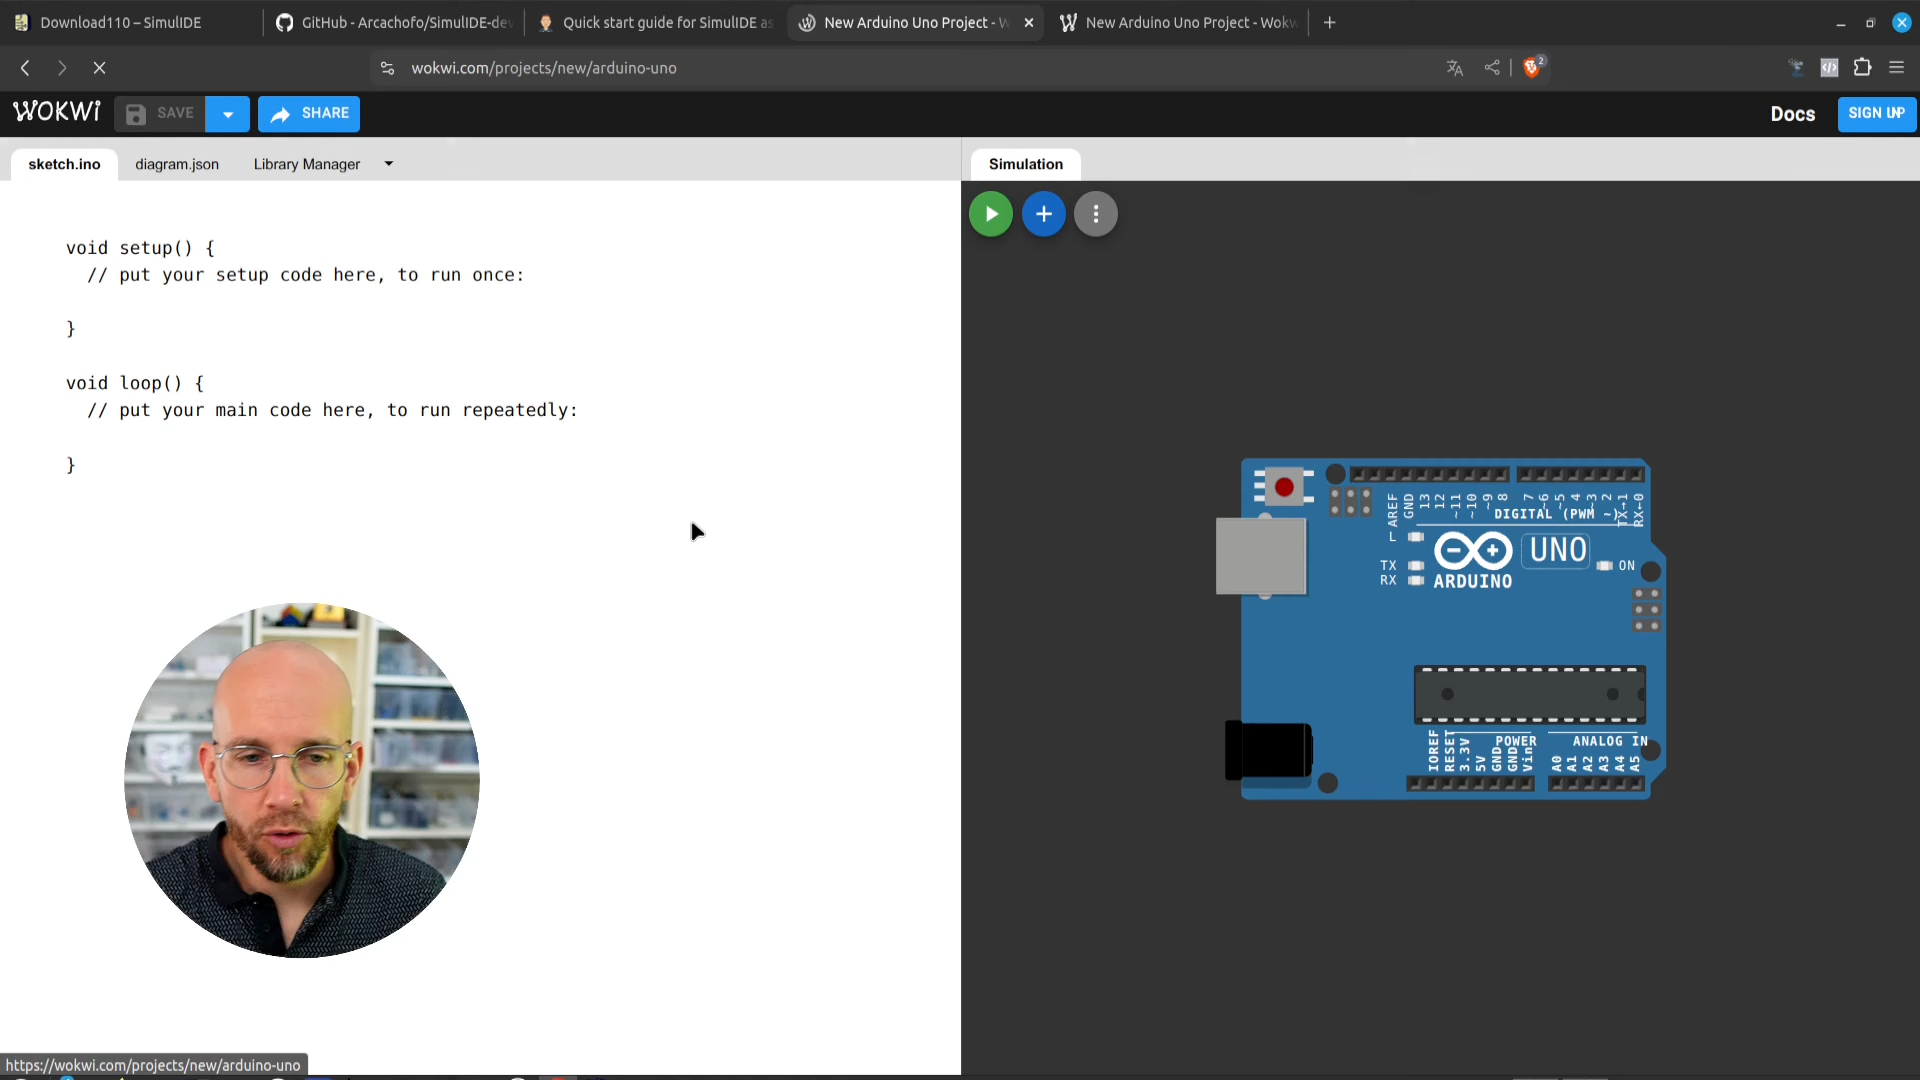 Download110 – SimulIDE
GitHub - Arcachofo/SimulIDE-dev
Quick start guide for SimulIDE as
New Arduino Uno Project - W
New Arduino Uno Project - Wokw
wokwi.com/projects/new/arduino-uno
2
WOKWi
SAVE
SHARE
Docs
SIGN UP
sketch.ino
diagram.json
Library Manager
Simulation
void setup() {
// put your setup code here, to run once:
}
void loop() {
// put your main code here, to run repeatedly:
}
AREF
GND
13
12
~11
~10
~9
8
7
~6
~5
4
~3
2
TX→1
RX←0
DIGITAL (PWM ~)
L
TX
RX
UNO
ARDUINO
ON
IOREF
RESET
3.3V
5V
GND
GND
Vin
POWER
ANALOG IN
A0
A1
A2
A3
A4
A5
https://wokwi.com/projects/new/arduino-uno